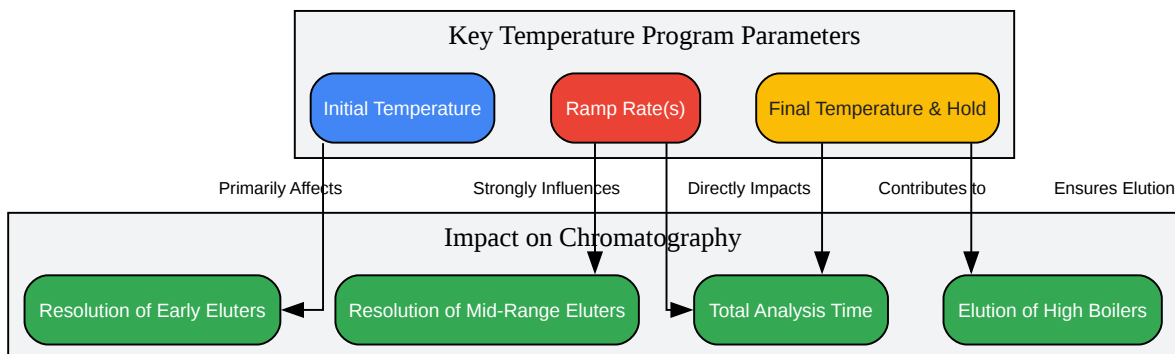 Key Temperature Program Parameters
Initial Temperature
Ramp Rate(s)
Final Temperature & Hold
Primarily Affects
Strongly Influences
Directly Impacts
Contributes to
Ensures Elution
Impact on Chromatography
Resolution of Early Eluters
Resolution of Mid-Range Eluters
Total Analysis Time
Elution of High Boilers